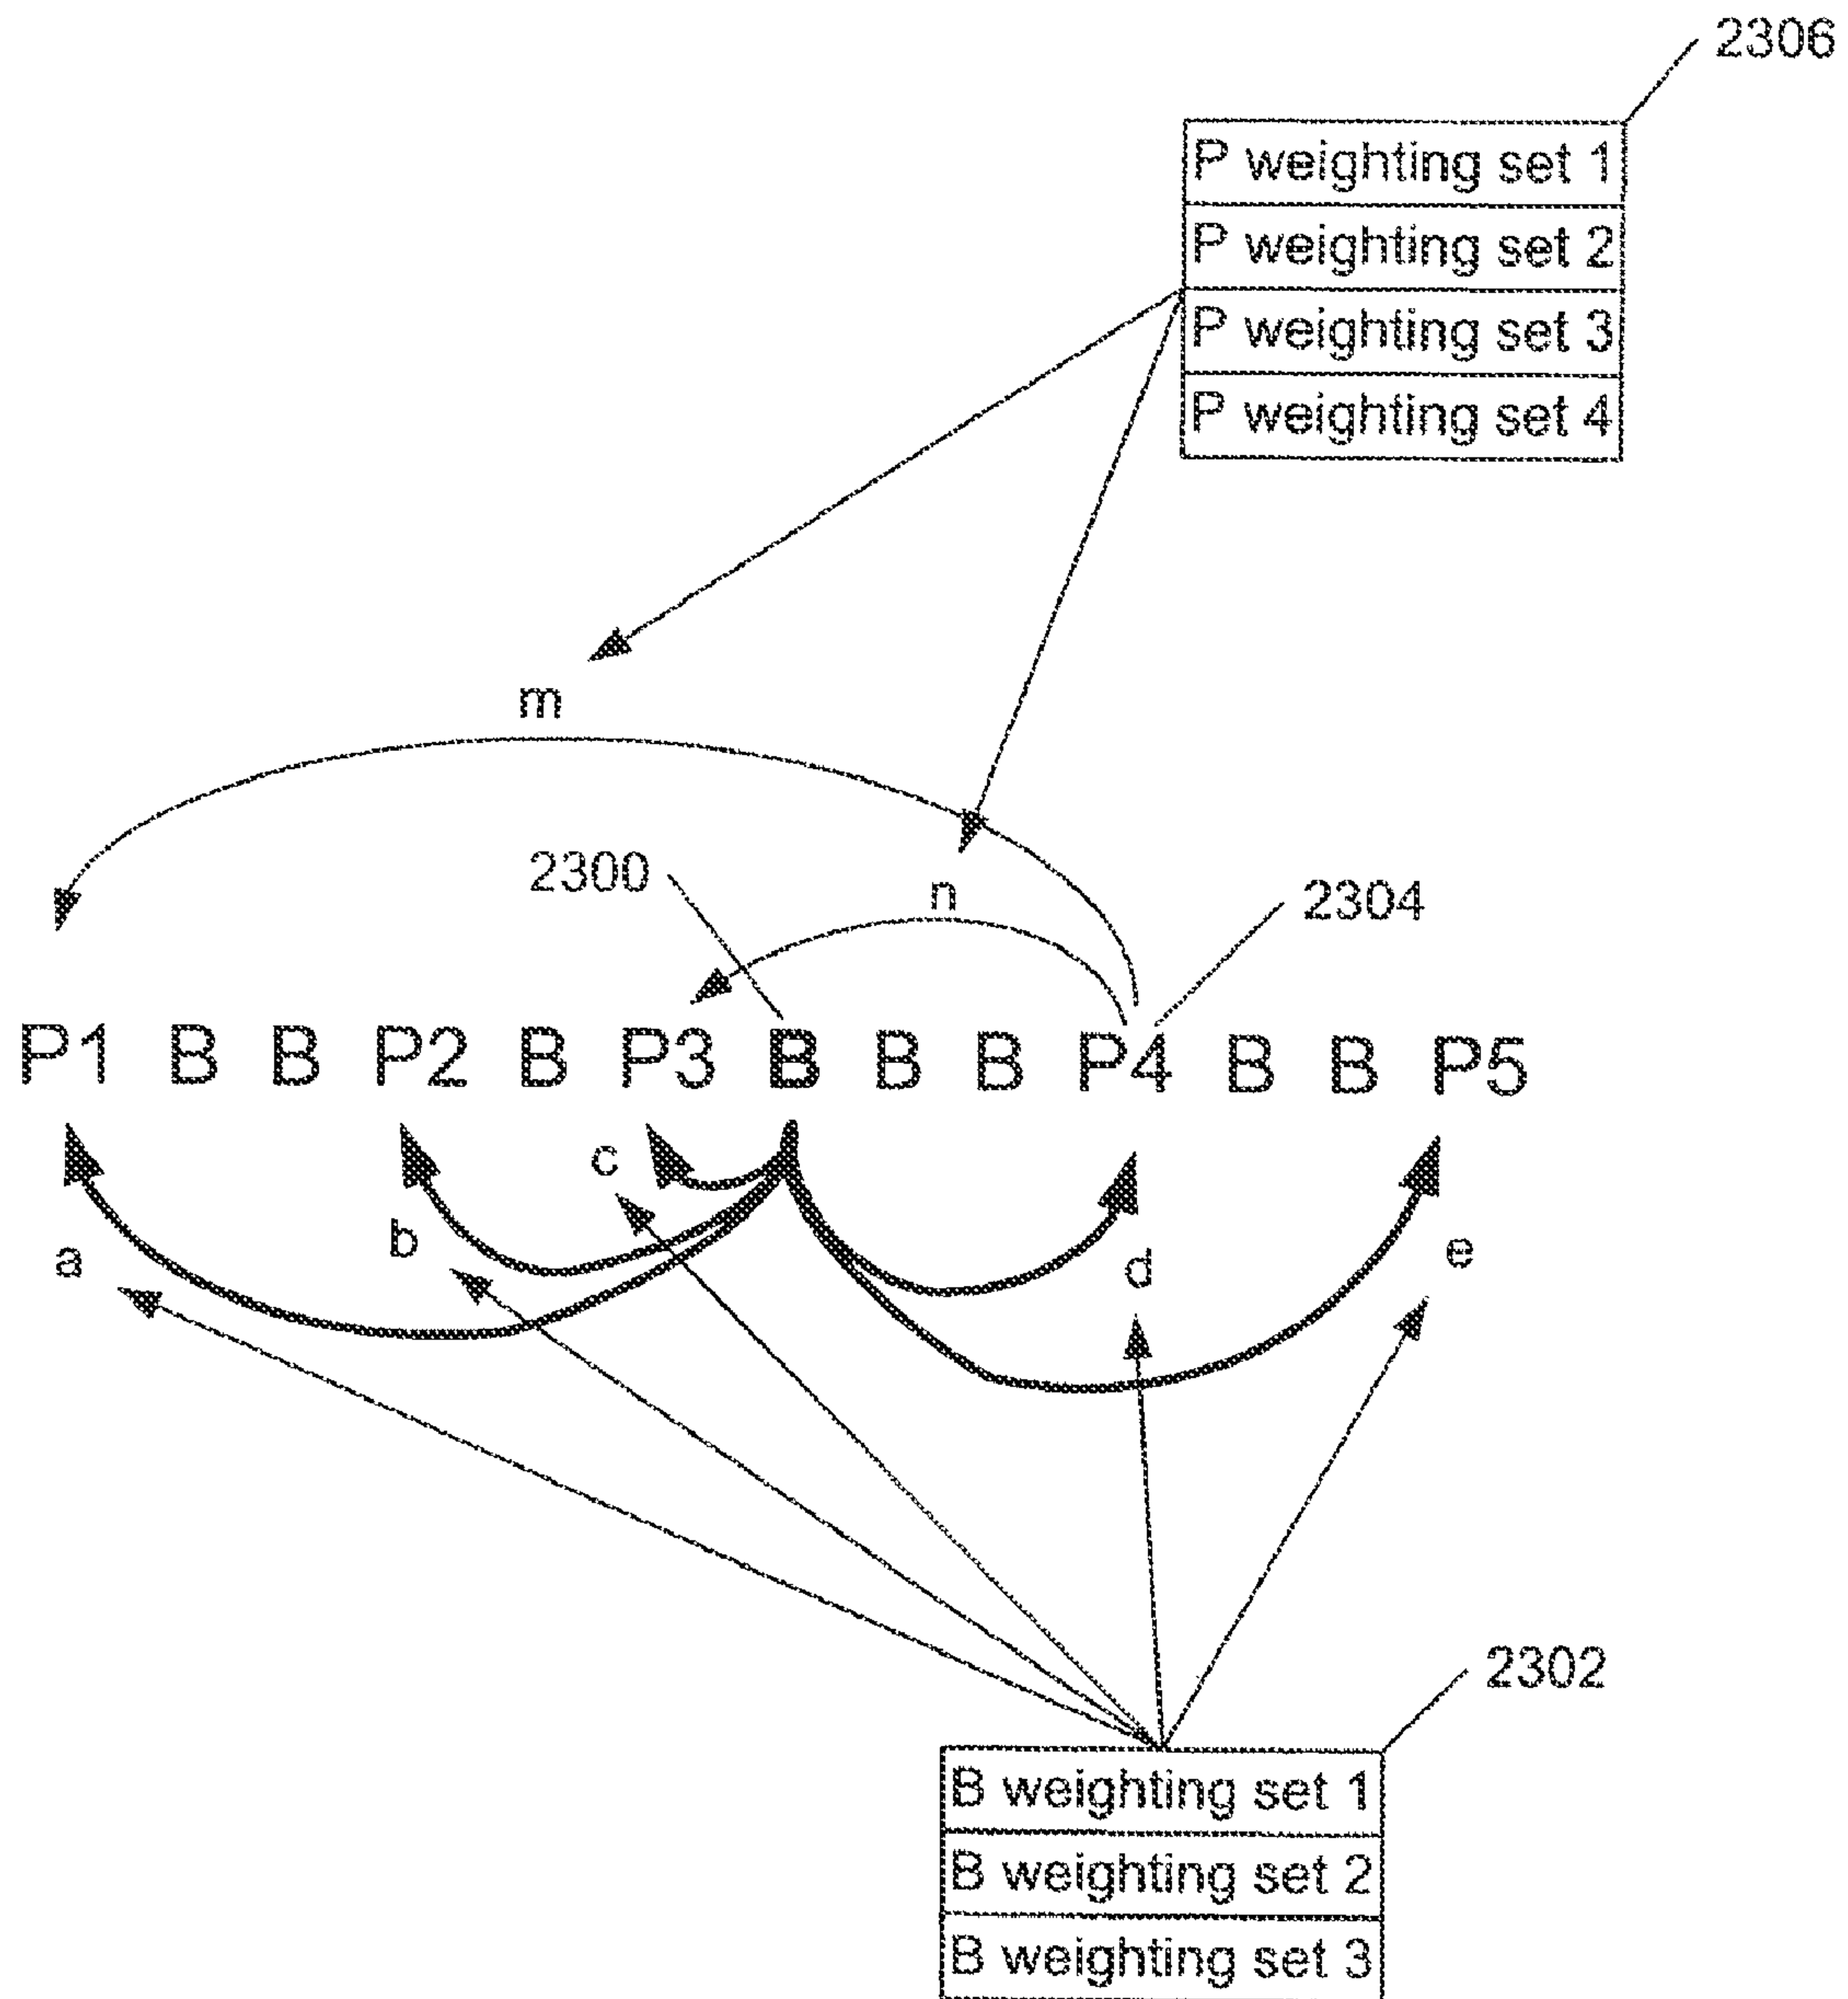 2306
P weighting set 1
P weighting set 2
P weighting set 3
P weighting set 4
m
2300
n
2304
P1 B B P2 B P3 B B B P4 B B P5
c
b
a
d
e
2302
B weighting set 1
B weighting set 2
B weighting set 3